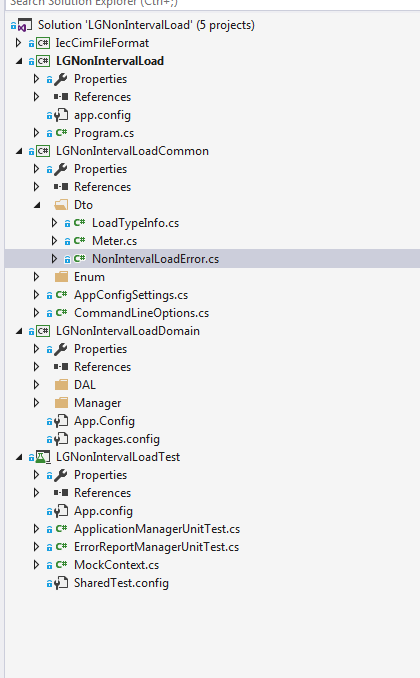 Search Solution Explorer (Ctrl+;)
Solution 'LGNonIntervalLoad' (5 projects)
IecCimFileFormat
LGNonIntervalLoad
Properties
References
app.config
Program.cs
LGNonIntervalLoadCommon
Properties
References
Dto
LoadTypeInfo.cs
Meter.cs
NonIntervalLoadError.cs
Enum
AppConfigSettings.cs
CommandLineOptions.cs
LGNonIntervalLoadDomain
Properties
References
DAL
Manager
App.Config
packages.config
LGNonIntervalLoadTest
Properties
References
App.config
ApplicationManagerUnitTest.cs
ErrorReportManagerUnitTest.cs
MockContext.cs
SharedTest.config